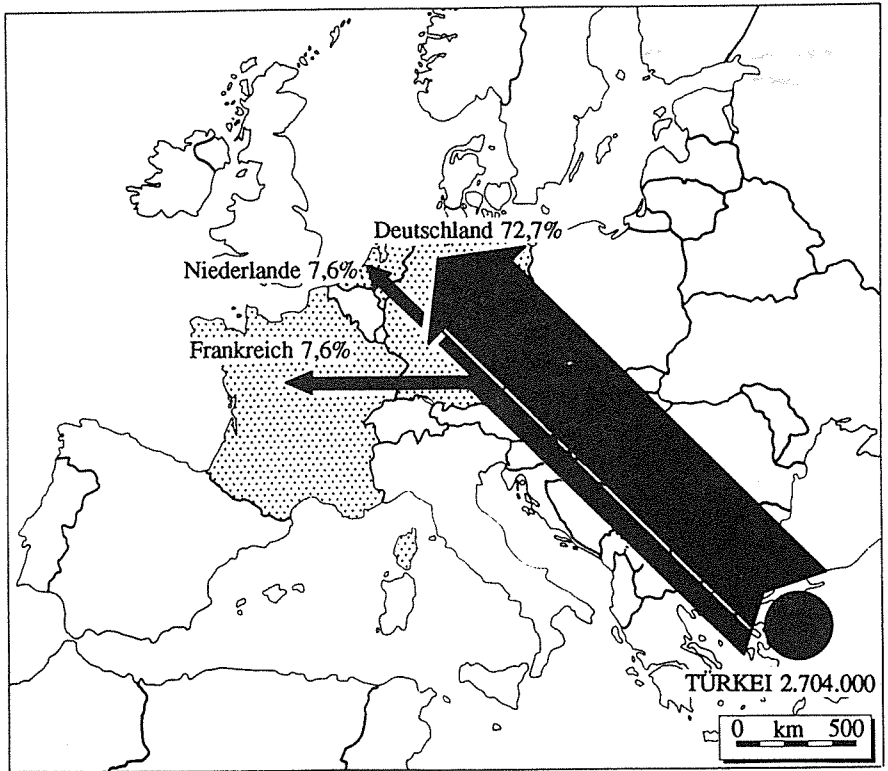 Deutschland 72,7%
Niederlande 7,6%
Frankreich 7,6%
TÜRKEI 2.704.000
0 km 500